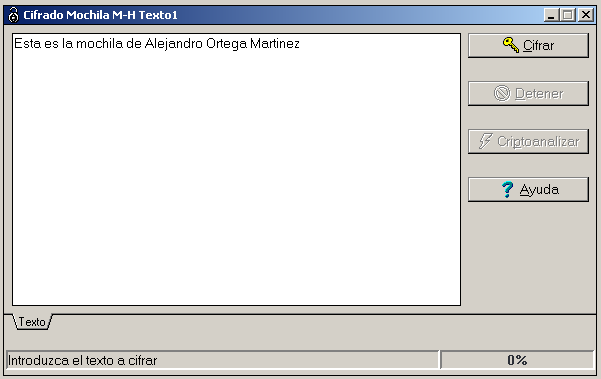 Cifrado Mochila M-H Texto1
Esta es la mochila de Alejandro Ortega Martinez
Cifrar
Detener
Criptoanalizar
Ayuda
Texto
Introduzca el texto a cifrar
0%